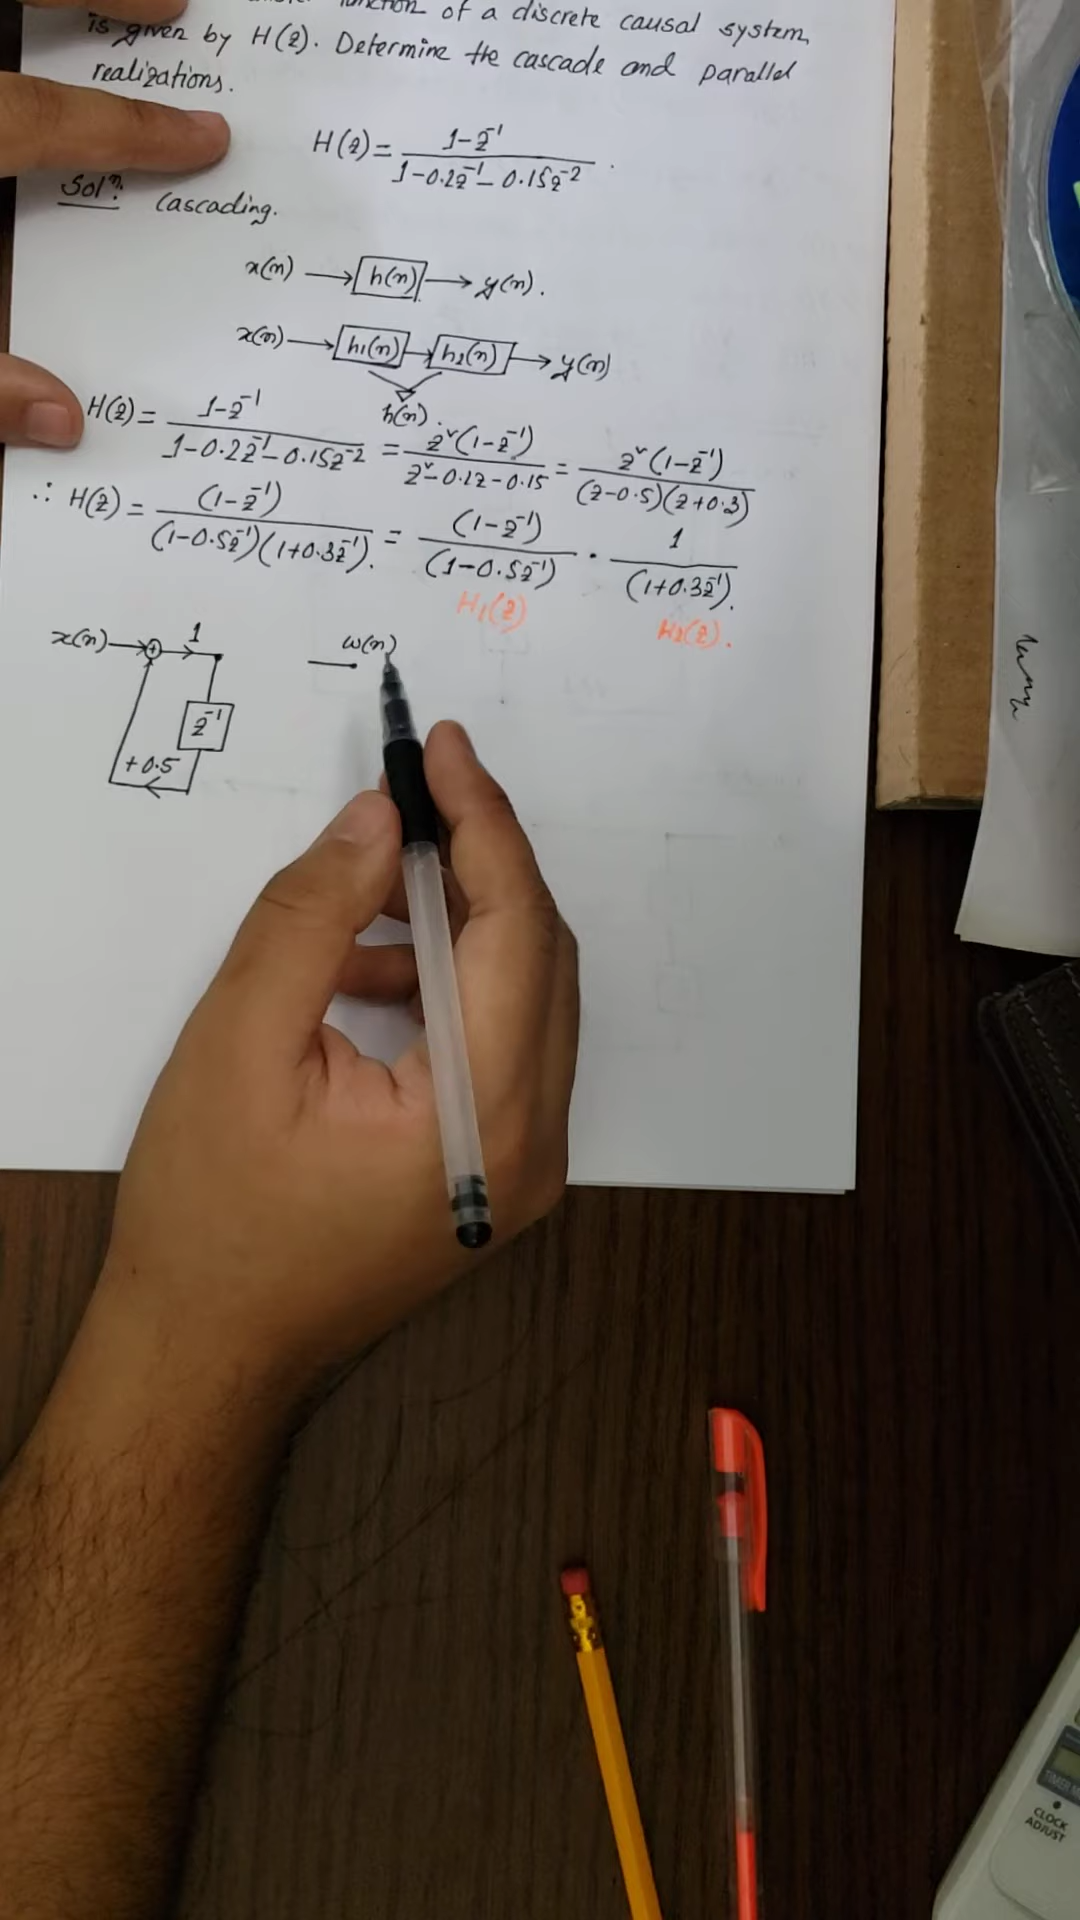 function of a discrete causal system,
is given by H(z). Determine the cascade and parallel
realizations.
H(z) = (1-z⁻¹) / (1-0.2z⁻¹ - 0.15z⁻²) .
Solⁿ: Cascading.
x(n) → h(n) → y(n).
x(n) → h₁(n) → h₂(n) → y(n)
h(n).
H(z) = (1-z⁻¹) / (1-0.2z⁻¹-0.15z⁻²) = z²(1-z⁻¹) / (z²-0.2z-0.15) = z²(1-z⁻¹) / (z-0.5)(z+0.3)
∴ H(z) = (1-z⁻¹) / (1-0.5z⁻¹)(1+0.3z⁻¹). = (1-z⁻¹) / (1-0.5z⁻¹) · 1 / (1+0.3z⁻¹).
H₁(z) H₂(z).
x(n) → + 1 w(n)
z⁻¹
+0.5
CLOCK
ADJUST